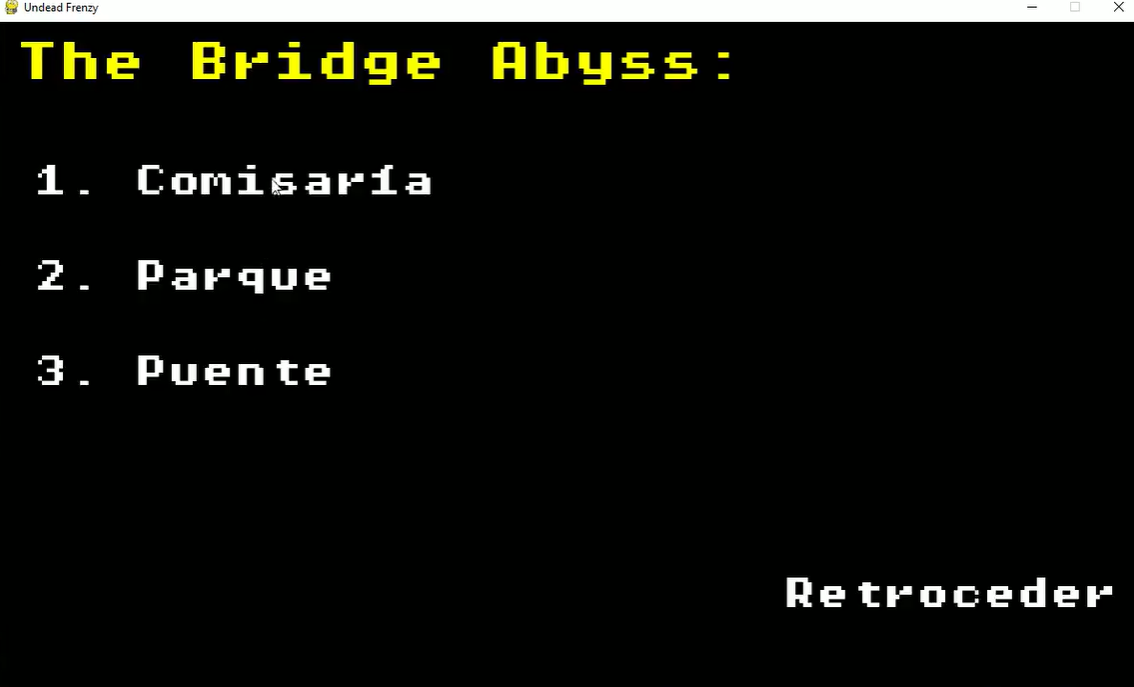 Undead Frenzy
The Bridge Abyss:
1. Comisaría
2. Parque
3. Puente
Retroceder